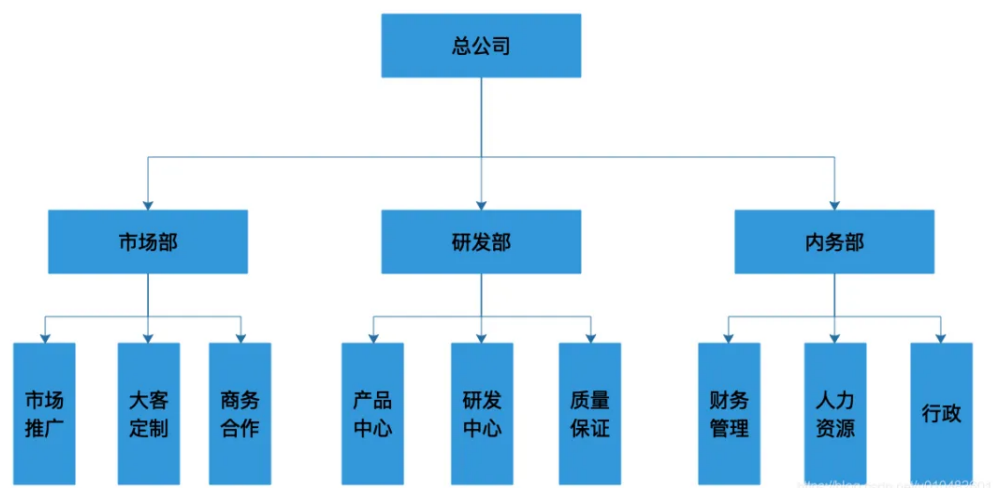 总公司
市场部
研发部
内务部
市场
推广
大客
定制
商务
合作
产品
中心
研发
中心
质量
保证
财务
管理
人力
资源
行政